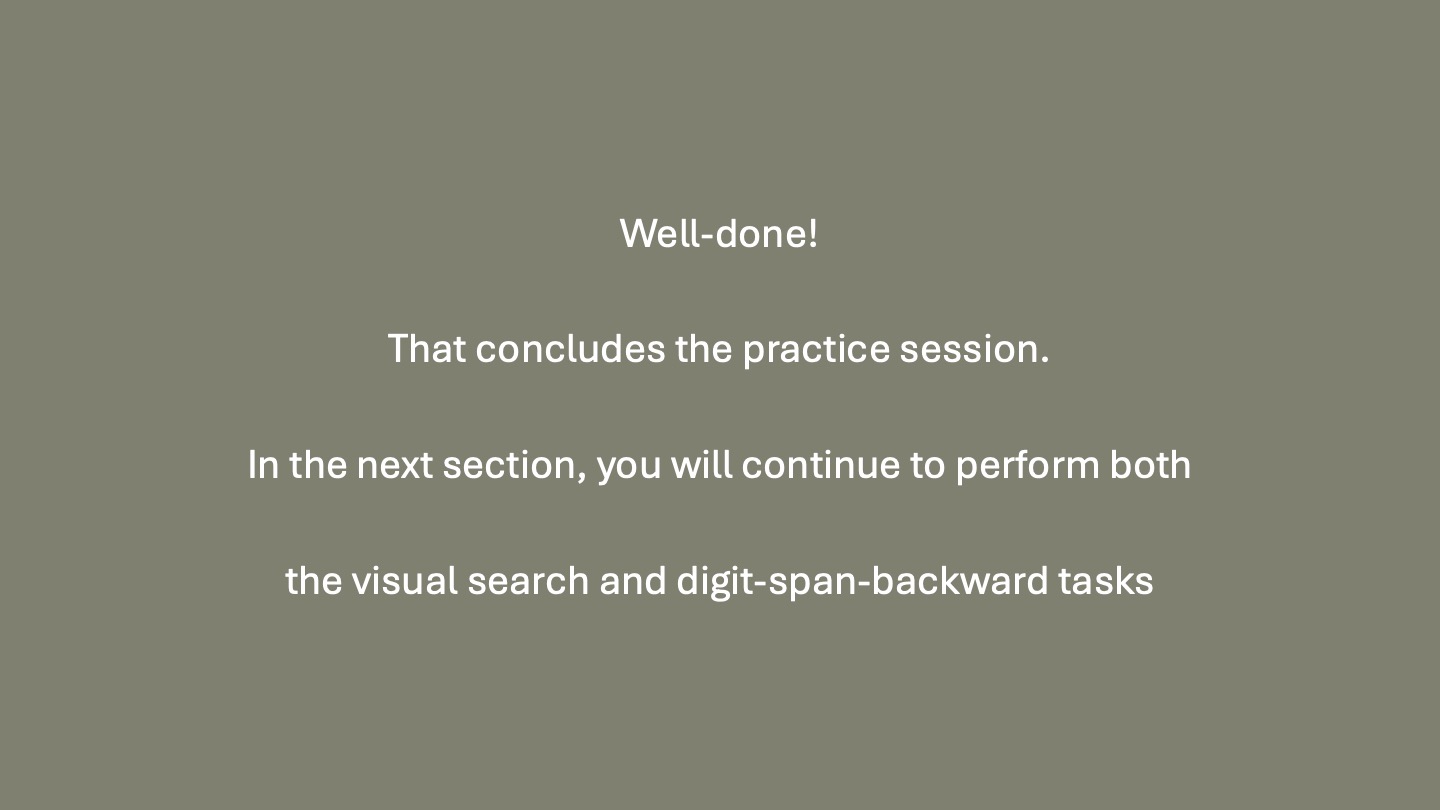 Well-done!
That concludes the practice session.
In the next section, you will continue to perform both
the visual search and digit-span-backward tasks